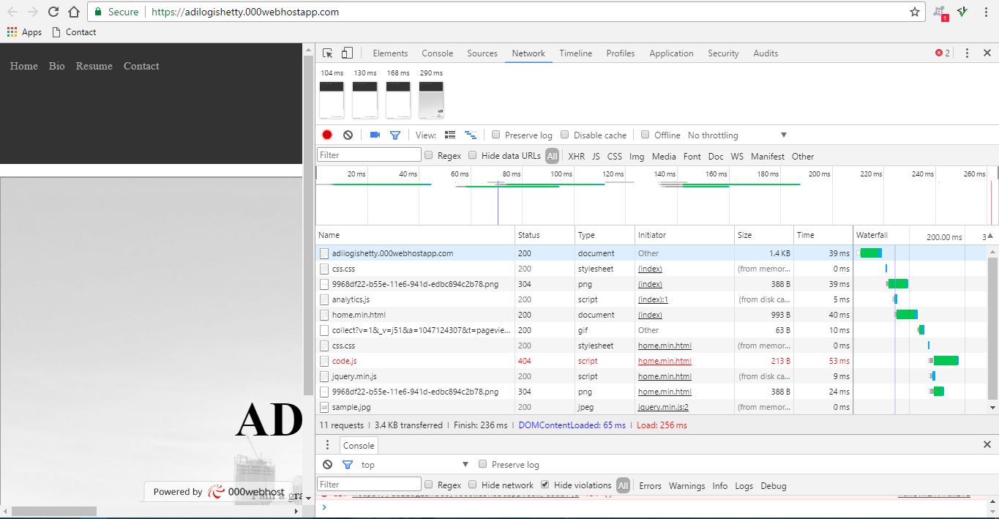 Secure https://adilogishetty.000webhostapp.com 1
Apps Contact
Home Bio Resume Contact
AD
Powered by 000webhost
I am a gra
Elements Console Sources Network Timeline Profiles Application Security Audits 2
104 ms 130 ms 168 ms 290 ms
View: Preserve log Disable cache Offline No throttling
Filter Regex Hide data URLs All XHR JS CSS Img Media Font Doc WS Manifest Other
20 ms 40 ms 60 ms 80 ms 100 ms 120 ms 140 ms 160 ms 180 ms 200 ms 220 ms 240 ms 260 ms
Name Status Type Initiator Size Time Waterfall 200.00 ms 3
adilogishetty.000webhostapp.com 200 document Other 1.4 KB 39 ms
css.css 200 stylesheet (index) (from memor... 0 ms
9968df22-b55e-11e6-941d-edbc894c2b78.png 304 png (index) 388 B 39 ms
analytics.js 200 script (index):1 (from disk ca... 5 ms
home.min.html 200 document (index) 993 B 40 ms
collect?v=1&_v=j51&a=1047124307&t=pagevie... 200 gif Other 63 B 10 ms
css.css 200 stylesheet home.min.html (from memor... 0 ms
code.js 404 script home.min.html 213 B 53 ms
jquery.min.js 200 script home.min.html (from disk ca... 9 ms
9968df22-b55e-11e6-941d-edbc894c2b78.png 304 png home.min.html 388 B 24 ms
sample.jpg 200 jpeg jquery.min.js:2 (from memor... 0 ms
11 requests | 3.4 KB transferred | Finish: 236 ms | DOMContentLoaded: 65 ms | Load: 256 ms
Console
top Preserve log
Filter Regex Hide network Hide violations All Errors Warnings Info Logs Debug